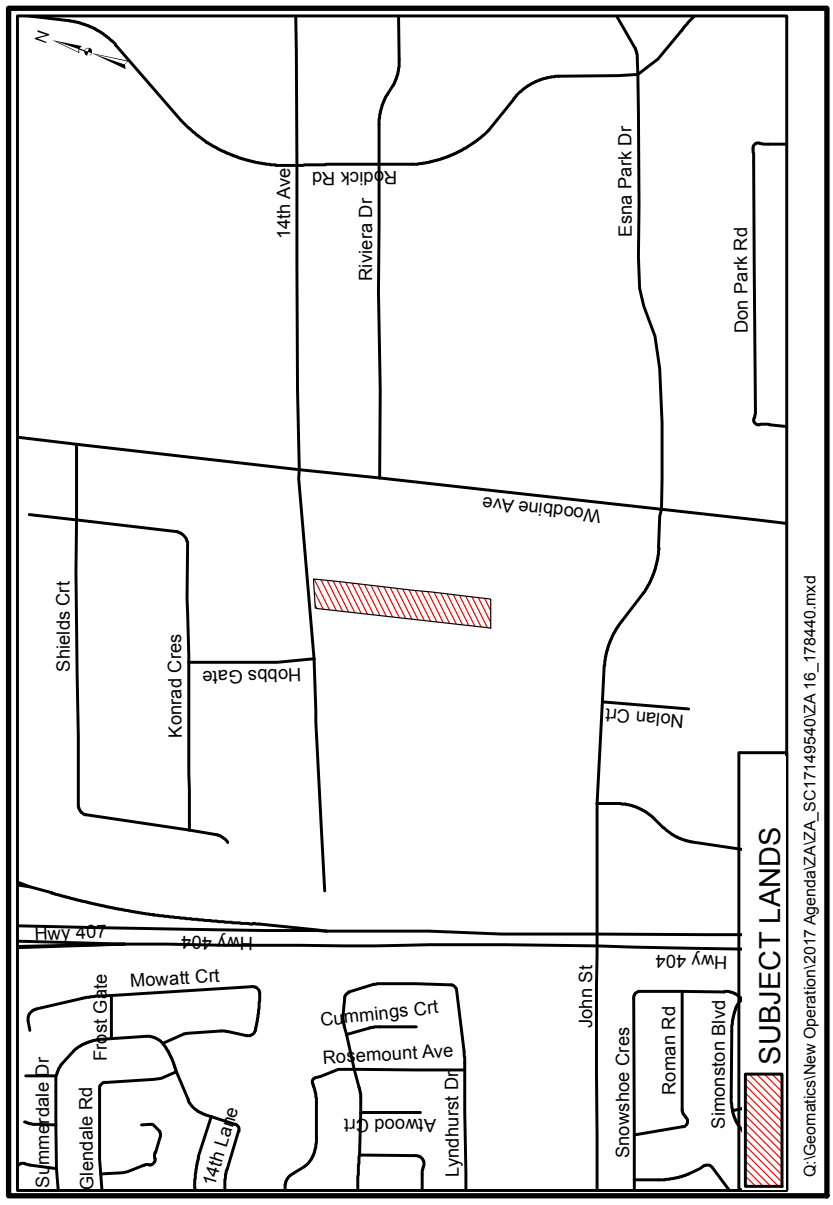 N
14th Ave
Rodick Rd
Riviera Dr
Esna Park Dr
Don Park Rd
Woodbine Ave
Shields Crt
Konrad Cres
Hobbs Gate
Nolan Crt
Hwy 407
Hwy 404
Hwy 404
John St
Mowatt Crt
Frost Gate
Summerdale Dr
Glendale Rd
14th Lane
Cummings Crt
Rosemount Ave
Atwood Crt
Lyndhurst Dr
Snowshoe Cres
Roman Rd
Simonston Blvd
SUBJECT LANDS
Q:\Geomatics\New Operation\2017 Agenda\ZA\ZA_SC17149540\ZA 16_178440.mxd